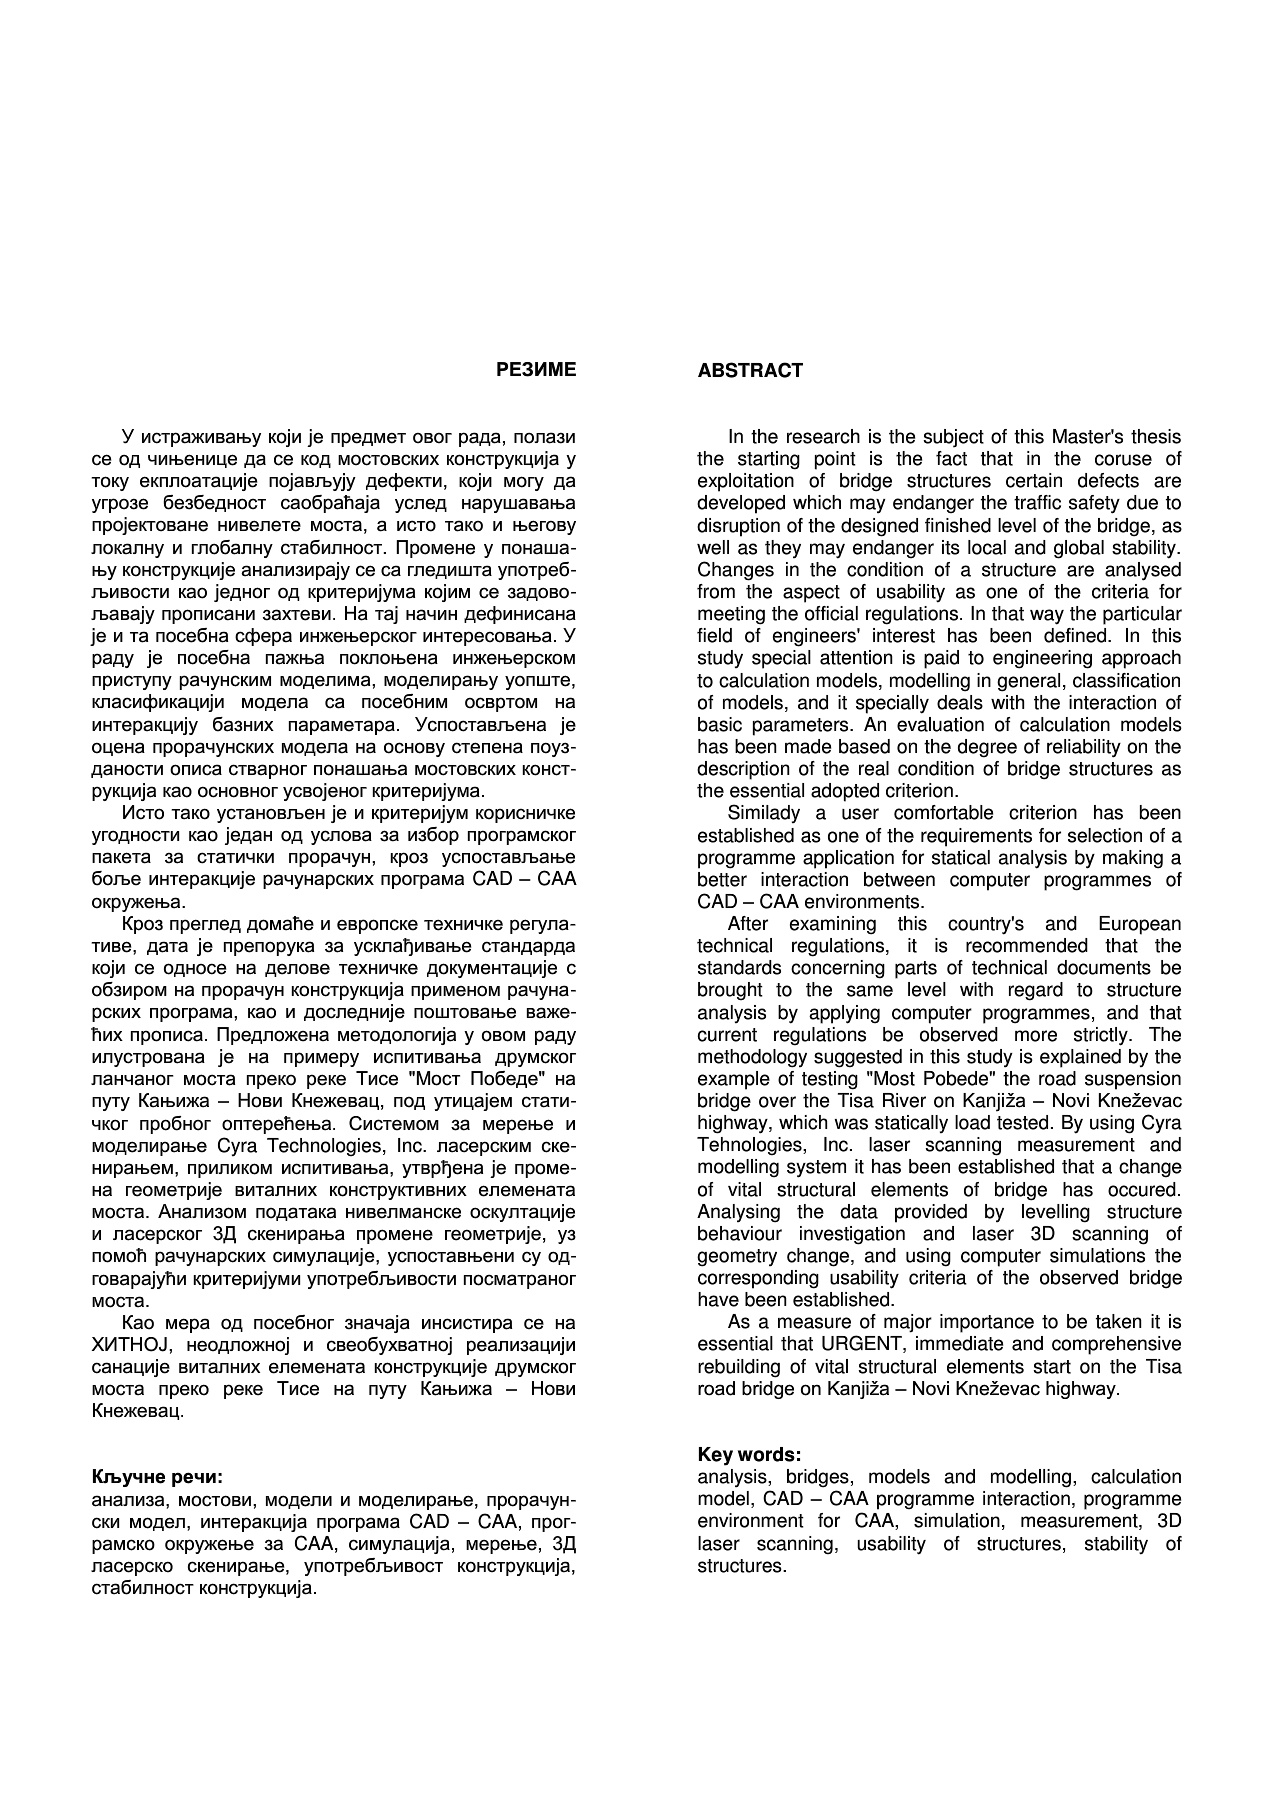 РЕЗИМЕ
У истраживању који је предмет овог рада, полази
се од чињенице да се код мостовских конструкција у
току екплоатације појављују дефекти, који могу да
угрозе безбедност саобраћаја услед нарушавања
пројектоване нивелете моста, а исто тако и његову
локалну и глобалну стабилност. Промене у понаша-
њу конструкције анализирају се са гледишта употреб-
љивости као једног од критеријума којим се задово-
љавају прописани захтеви. На тај начин дефинисана
је и та посебна сфера инжењерског интересовања. У
раду је посебна пажња поклоњена инжењерском
приступу рачунским моделима, моделирању уопште,
класификацији модела са посебним освртом на
интеракцију базних параметара. Успостављена је
оцена прорачунских модела на основу степена поуз-
даности описа стварног понашања мостовских конст-
рукција као основног усвојеног критеријума.
Исто тако установљен је и критеријум корисничке
угодности као један од услова за избор програмског
пакета за статички прорачун, кроз успостављање
боље интеракције рачунарских програма CAD – CAA
окружења.
Кроз преглед домаће и европске техничке регула-
тиве, дата је препорука за усклађивање стандарда
који се односе на делове техничке документације с
обзиром на прорачун конструкција применом рачуна-
рских програма, као и доследније поштовање важе-
ћих прописа. Предложена методологија у овом раду
илустрована је на примеру испитивања друмског
ланчаног моста преко реке Тисе "Мост Победе" на
путу Кањижа – Нови Кнежевац, под утицајем стати-
чког пробног оптерећења. Системом за мерење и
моделирање Cyra Technologies, Inc. ласерским ске-
нирањем, приликом испитивања, утврђена је проме-
на геометрије виталних конструктивних елемената
моста. Анализом података нивелманске оскултације
и ласерског 3Д скенирања промене геометрије, уз
помоћ рачунарских симулације, успоставњени су од-
говарајући критеријуми употребљивости посматраног
моста.
Као мера од посебног значаја инсистира се на
ХИТНОЈ, неодложној и свеобухватној реализацији
санације виталних елемената конструкције друмског
моста преко реке Тисе на путу Кањижа – Нови
Кнежевац.
Кључне речи:
анализа, мостови, модели и моделирање, прорачун-
ски модел, интеракција програма CAD – CAA, прог-
рамско окружење за CAA, симулација, мерење, 3Д
ласерско скенирање, употребљивост конструкција,
стабилност конструкција.
ABSTRACT
In the research is the subject of this Master's thesis
the starting point is the fact that in the coruse of
exploitation of bridge structures certain defects are
developed which may endanger the traffic safety due to
disruption of the designed finished level of the bridge, as
well as they may endanger its local and global stability.
Changes in the condition of a structure are analysed
from the aspect of usability as one of the criteria for
meeting the official regulations. In that way the particular
field of engineers' interest has been defined. In this
study special attention is paid to engineering approach
to calculation models, modelling in general, classification
of models, and it specially deals with the interaction of
basic parameters. An evaluation of calculation models
has been made based on the degree of reliability on the
description of the real condition of bridge structures as
the essential adopted criterion.
Similady a user comfortable criterion has been
established as one of the requirements for selection of a
programme application for statical analysis by making a
better interaction between computer programmes of
CAD – CAA environments.
After examining this country's and European
technical regulations, it is recommended that the
standards concerning parts of technical documents be
brought to the same level with regard to structure
analysis by applying computer programmes, and that
current regulations be observed more strictly. The
methodology suggested in this study is explained by the
example of testing "Most Pobede" the road suspension
bridge over the Tisa River on Kanjiža – Novi Kneževac
highway, which was statically load tested. By using Cyra
Tehnologies, Inc. laser scanning measurement and
modelling system it has been established that a change
of vital structural elements of bridge has occured.
Analysing the data provided by levelling structure
behaviour investigation and laser 3D scanning of
geometry change, and using computer simulations the
corresponding usability criteria of the observed bridge
have been established.
As a measure of major importance to be taken it is
essential that URGENT, immediate and comprehensive
rebuilding of vital structural elements start on the Tisa
road bridge on Kanjiža – Novi Kneževac highway.
Key words:
analysis, bridges, models and modelling, calculation
model, CAD – CAA programme interaction, programme
environment for CAA, simulation, measurement, 3D
laser scanning, usability of structures, stability of
structures.